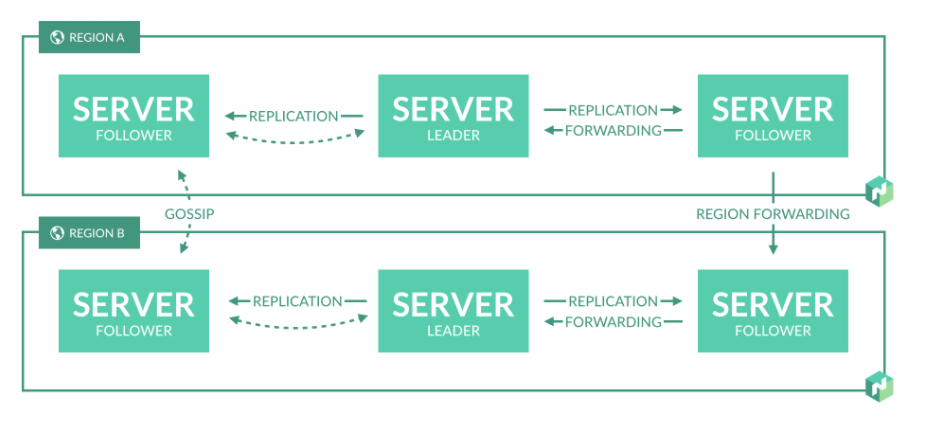 REGION A
SERVER
FOLLOWER
REPLICATION
SERVER
LEADER
REPLICATION
FORWARDING
SERVER
FOLLOWER
GOSSIP
REGION FORWARDING
REGION B
SERVER
FOLLOWER
REPLICATION
SERVER
LEADER
REPLICATION
FORWARDING
SERVER
FOLLOWER